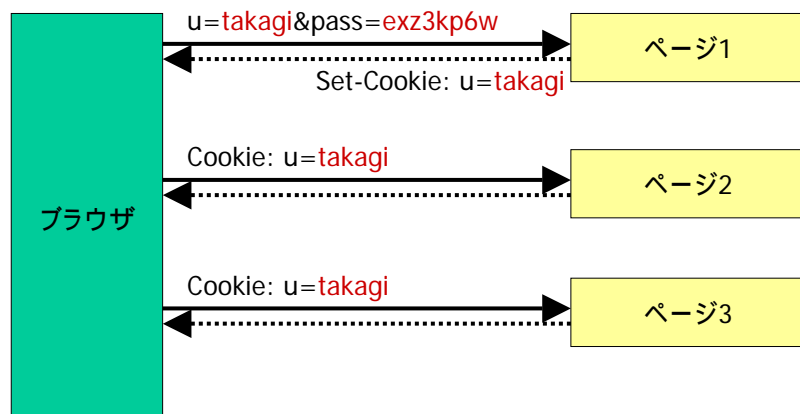 u=takagi&pass=exz3kp6w
ページ1
Set-Cookie: u=takagi
Cookie: u=takagi
ページ2
ブラウザ
Cookie: u=takagi
ページ3